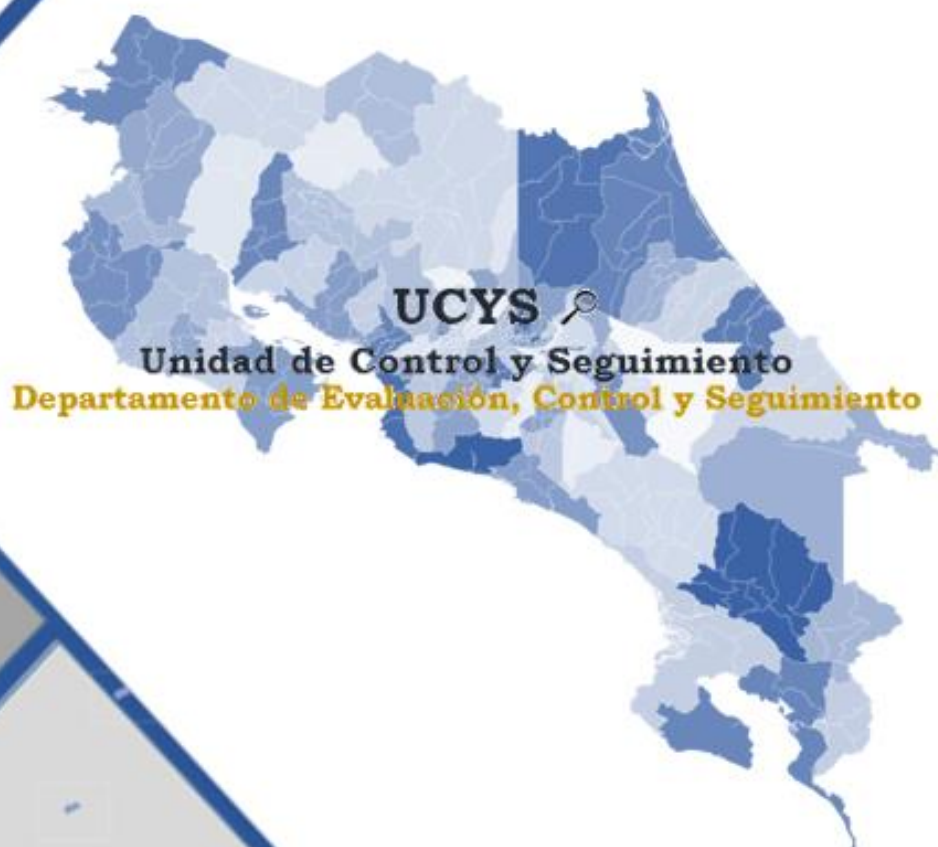 UCYS
Unidad de Control y Seguimiento
Departamento de Evaluación, Control y Seguimiento